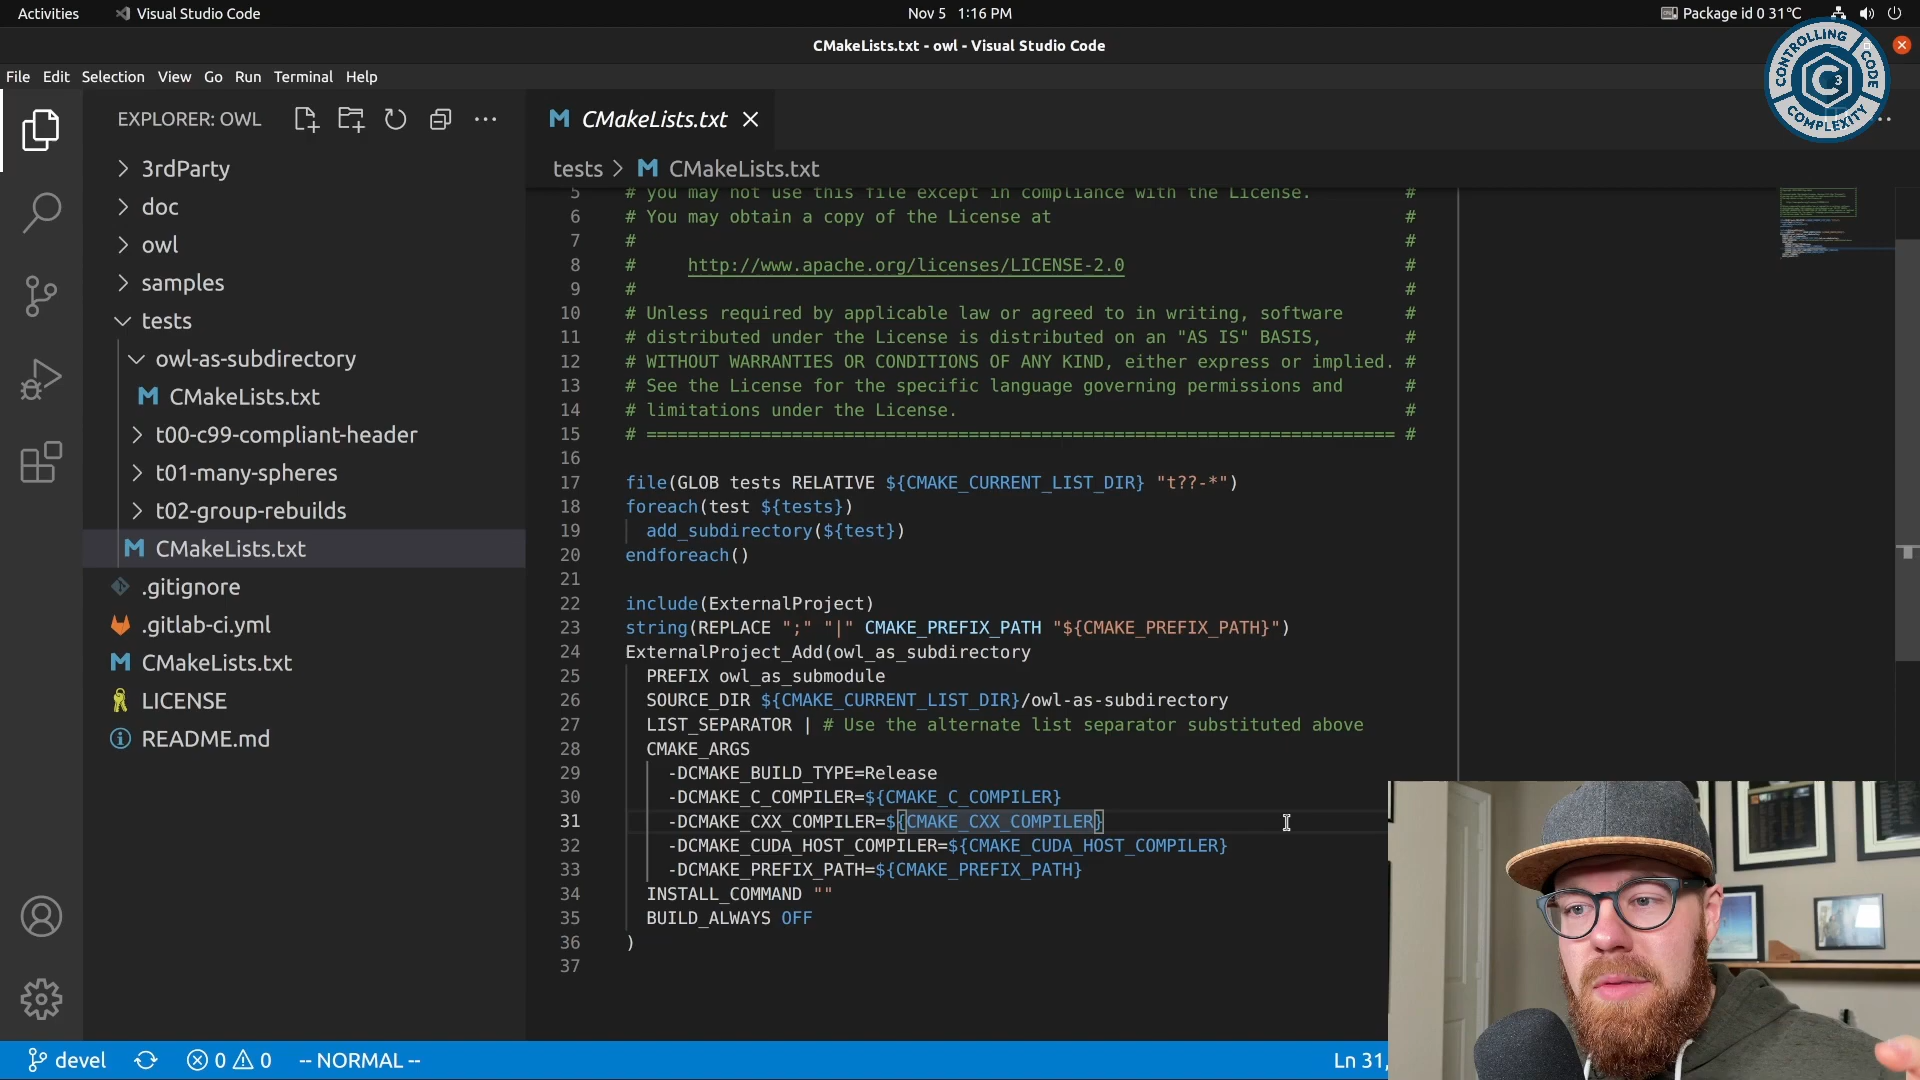 Activities
Visual Studio Code
Nov 5 1:16 PM
Package id 0 31°C
CMakeLists.txt - owl - Visual Studio Code
CONTROLLING CODE COMPLEXITY
C3
File Edit Selection View Go Run Terminal Help
EXPLORER: OWL
3rdParty
doc
owl
samples
tests
owl-as-subdirectory
CMakeLists.txt
t00-c99-compliant-header
t01-many-spheres
t02-group-rebuilds
CMakeLists.txt
.gitignore
.gitlab-ci.yml
CMakeLists.txt
LICENSE
README.md
CMakeLists.txt
tests > CMakeLists.txt
5 # you may not use this file except in compliance with the License. #
6 # You may obtain a copy of the License at #
7 # #
8 # http://www.apache.org/licenses/LICENSE-2.0 #
9 # #
10 # Unless required by applicable law or agreed to in writing, software #
11 # distributed under the License is distributed on an "AS IS" BASIS, #
12 # WITHOUT WARRANTIES OR CONDITIONS OF ANY KIND, either express or implied. #
13 # See the License for the specific language governing permissions and #
14 # limitations under the License. #
15 # ======================================================================== #
16
17 file(GLOB tests RELATIVE ${CMAKE_CURRENT_LIST_DIR} "t??-*")
18 foreach(test ${tests})
19 add_subdirectory(${test})
20 endforeach()
21
22 include(ExternalProject)
23 string(REPLACE ";" "|" CMAKE_PREFIX_PATH "${CMAKE_PREFIX_PATH}")
24 ExternalProject_Add(owl_as_subdirectory
25 PREFIX owl_as_submodule
26 SOURCE_DIR ${CMAKE_CURRENT_LIST_DIR}/owl-as-subdirectory
27 LIST_SEPARATOR | # Use the alternate list separator substituted above
28 CMAKE_ARGS
29 -DCMAKE_BUILD_TYPE=Release
30 -DCMAKE_C_COMPILER=${CMAKE_C_COMPILER}
31 -DCMAKE_CXX_COMPILER=${CMAKE_CXX_COMPILER}
32 -DCMAKE_CUDA_HOST_COMPILER=${CMAKE_CUDA_HOST_COMPILER}
33 -DCMAKE_PREFIX_PATH=${CMAKE_PREFIX_PATH}
34 INSTALL_COMMAND ""
35 BUILD_ALWAYS OFF
36 )
37
devel
0 0
-- NORMAL --
Ln 31,